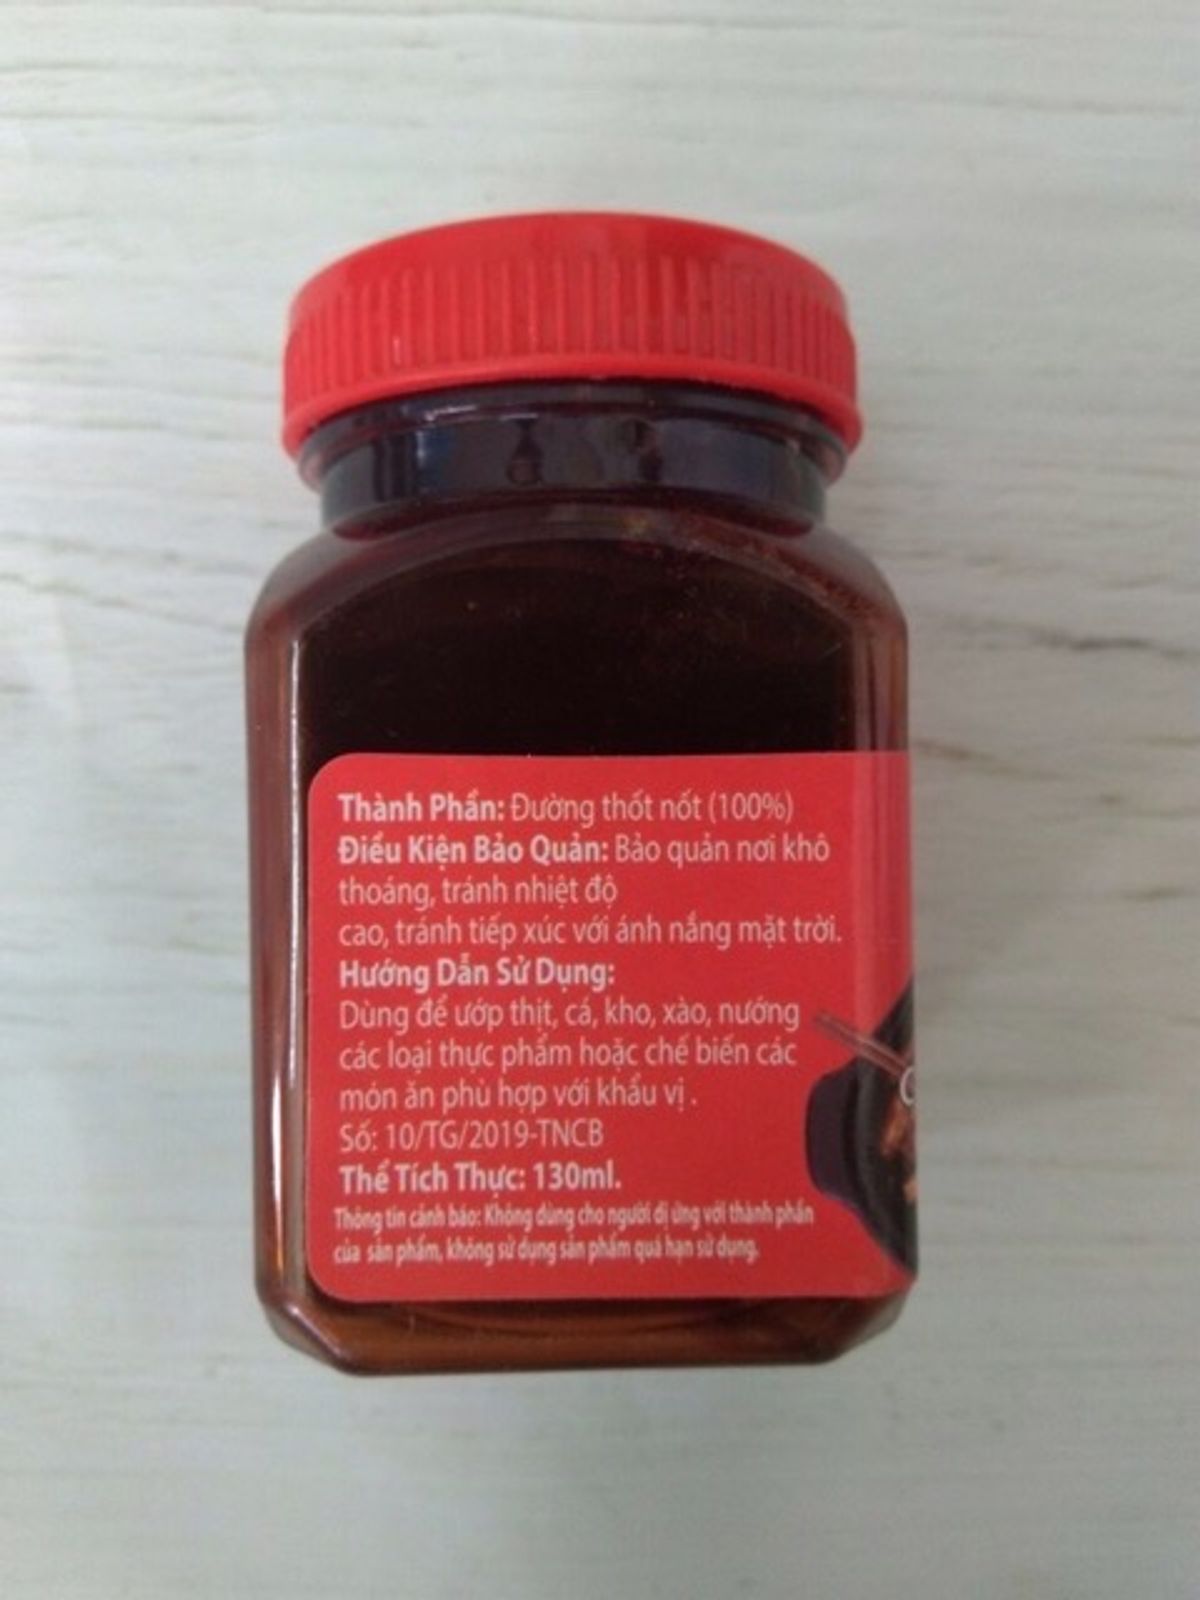 Thành Phẩn: Đường thốt nốt (100%)
Điểu Kiện Bảo Quản: Bảo quản nơi khô
thoáng, tránh nhiệt độ
cao, tránh tiếp xúc với ánh nắng mặt trời.
Hướng Dẫn Sử Dụng:
Dùng để ướp thịt, cá, kho, xào, nướng
các loại thực phẩm hoặc chế biến các
món ăn phù hợp với khẩu vị .
Số: 10/TG/2019-TNCB
Thể Tích Thực: 130ml.
Thông tin cảnh báo: Không dùng cho người dị ứng với thành phần
của sản phẩm, không sử dụng sản phẩm quá hạn sử dụng.